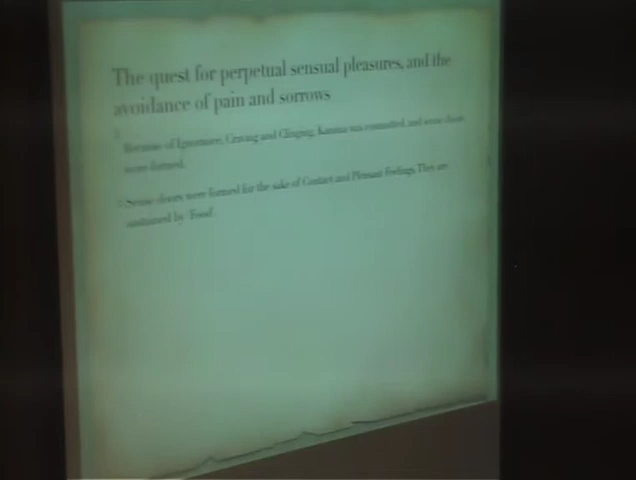 The quest for perpetual sensual pleasures, and the
avoidance of pain and sorrows
Because of Ignorance, Craving and Clinging, Kamma was committed, and sense doors
were formed.
Sense doors were formed for the sake of Contact and Pleasant Feelings. They are
sustained by 'Food'.